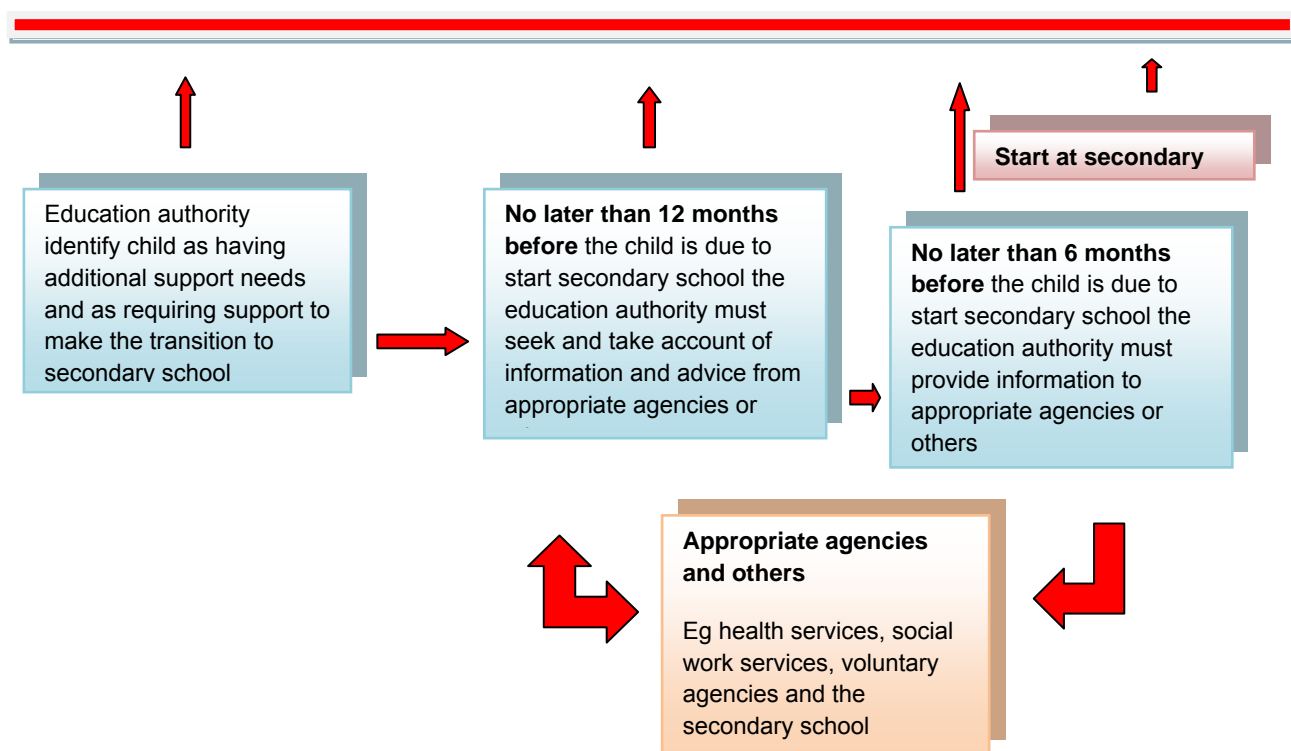 Start at secondary
Education authority
identify child as having
additional support needs
and as requiring support to
make the transition to
secondary school
No later than 12 months
before the child is due to
start secondary school the
education authority must
seek and take account of
information and advice from
appropriate agencies or
No later than 6 months
before the child is due to
start secondary school the
education authority must
provide information to
appropriate agencies or
others
Appropriate agencies
and others
Eg health services, social
work services, voluntary
agencies and the
secondary school